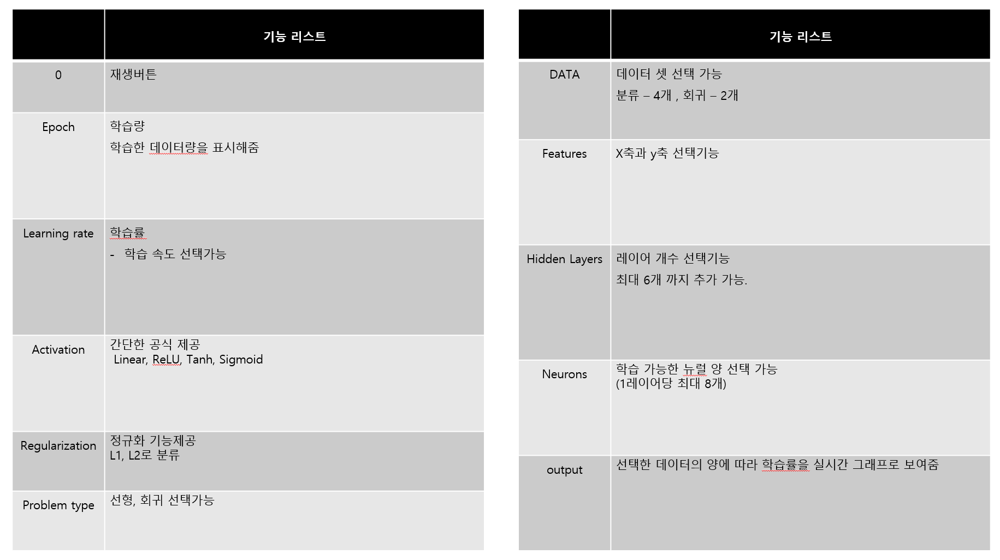 기능 리스트
0
재생버튼
Epoch
학습량
학습한 데이터량을 표시해줌
Learning rate
학습률
- 학습 속도 선택가능
Activation
간단한 공식 제공
Linear, ReLU, Tanh, Sigmoid
Regularization
정규화 기능제공
L1, L2로 분류
Problem type
선형, 회귀 선택가능
기능 리스트
DATA
데이터 셋 선택 가능
분류 – 4개 , 회귀 – 2개
Features
X축과 y축 선택기능
Hidden Layers
레이어 개수 선택기능
최대 6개 까지 추가 가능.
Neurons
학습 가능한 뉴럴 양 선택 가능
(1레이어당 최대 8개)
output
선택한 데이터의 양에 따라 학습률을 실시간 그래프로 보여줌